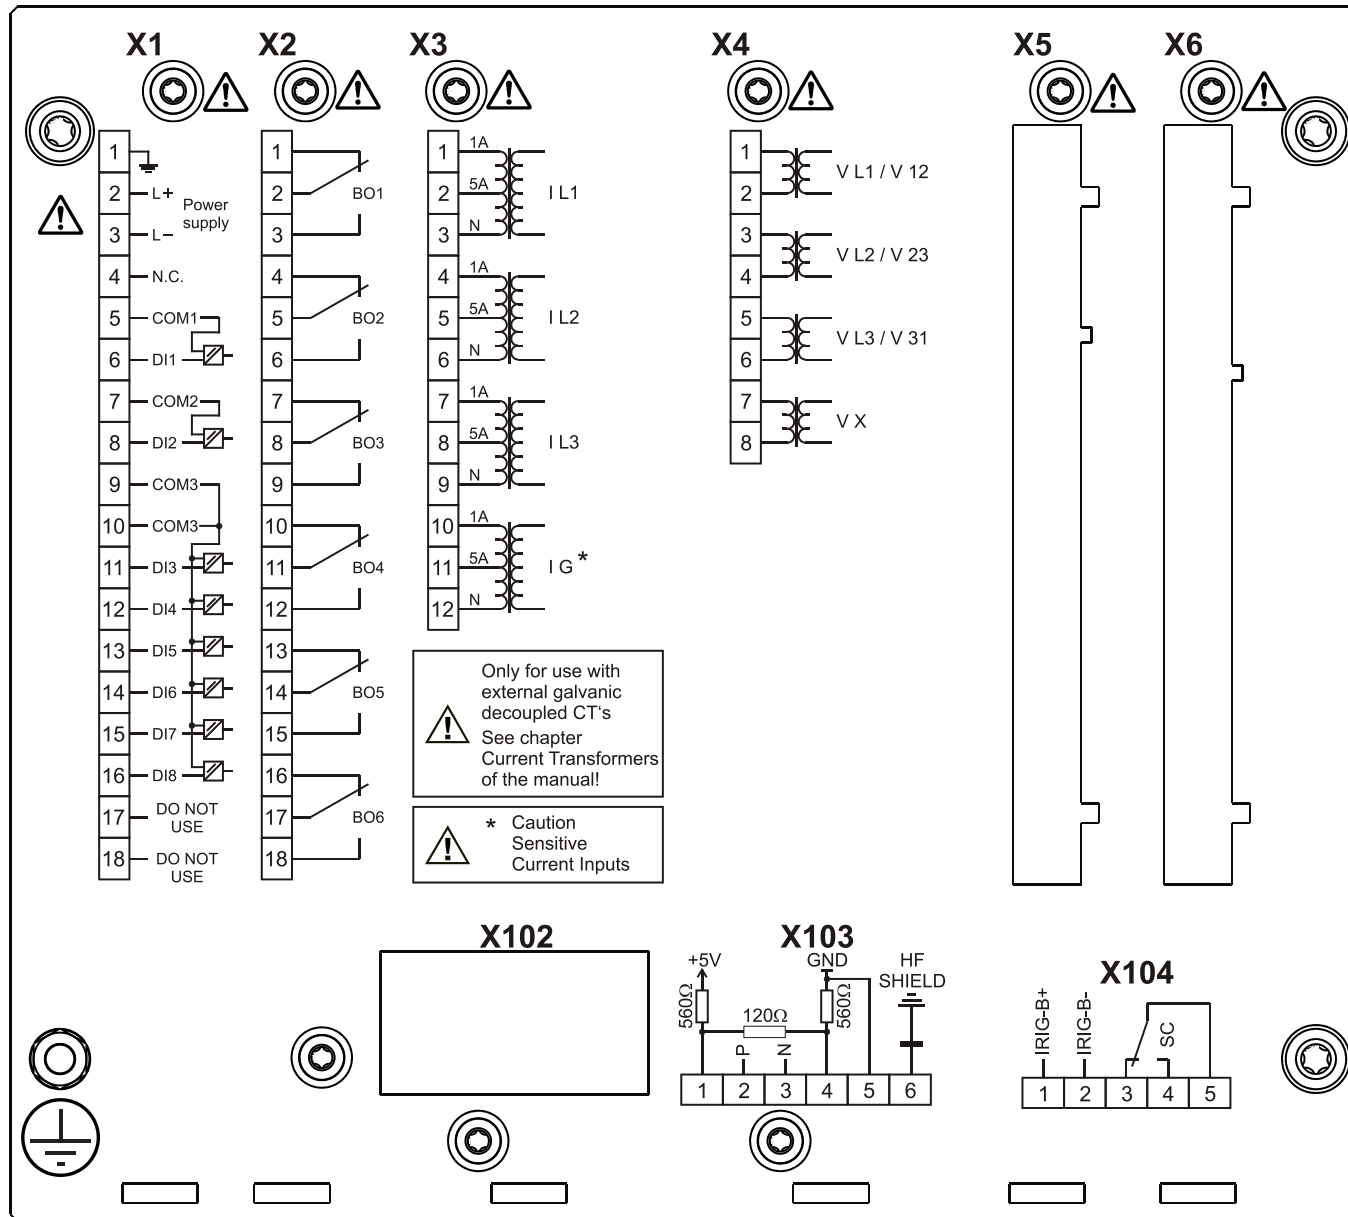 X1
X2
X3
X4
X5
X6
1
2 L+
Power
supply
3 L−
4 N.C.
5 COM1
6 DI1
7 COM2
8 DI2
9 COM3
10 COM3
11 DI3
12 DI4
13 DI5
14 DI6
15 DI7
16 DI8
17 DO NOT
USE
18 DO NOT
USE
1
2 BO1
3
4
5 BO2
6
7
8 BO3
9
10
11 BO4
12
13
14 BO5
15
16
17 BO6
18
1 1A
2 5A I L1
3 N
4 1A
5 5A I L2
6 N
7 1A
8 5A I L3
9 N
10 1A
11 5A I G *
12 N
Only for use with
external galvanic
decoupled CT‘s
See chapter
Current Transformers
of the manual!
* Caution
Sensitive
Current Inputs
1
V L1 / V 12
2
3
V L2 / V 23
4
5
V L3 / V 31
6
7
V X
8
X102
X103
+5V
GND
HF
SHIELD
560Ω
120Ω
560Ω
P
N
1 2 3 4 5 6
X104
IRIG-B+
IRIG-B-
SC
1 2 3 4 5